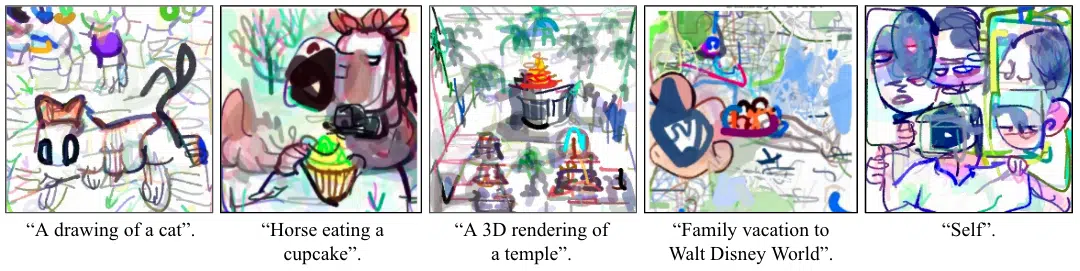 “A drawing of a cat”.
“Horse eating a
cupcake”.
“A 3D rendering of
a temple”.
“Family vacation to
Walt Disney World”.
“Self”.